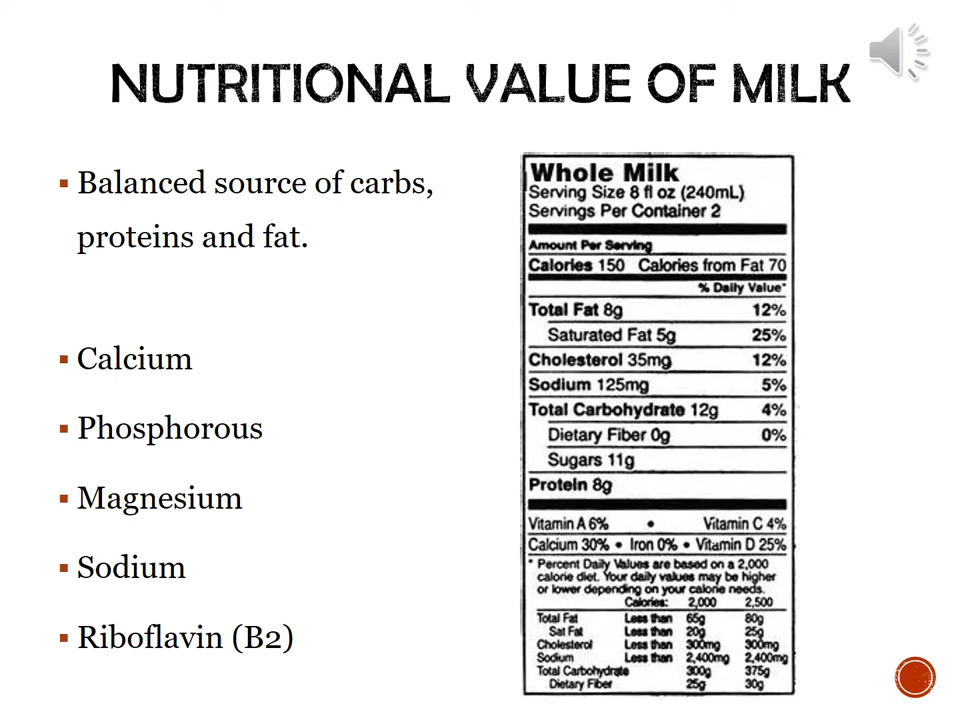 NUTRITIONAL VALUE OF MILK
▪ Balanced source of carbs,
proteins and fat.
▪ Calcium
▪ Phosphorous
▪ Magnesium
▪ Sodium
▪ Riboflavin (B2)
Whole Milk
Serving Size 8 fl oz (240mL)
Servings Per Container 2
Amount Per Serving
Calories 150 Calories from Fat 70
% Daily Value*
Total Fat 8g 12%
Saturated Fat 5g 25%
Cholesterol 35mg 12%
Sodium 125mg 5%
Total Carbohydrate 12g 4%
Dietary Fiber 0g 0%
Sugars 11g
Protein 8g
Vitamin A 6% • Vitamin C 4%
Calcium 30% • Iron 0% • Vitamin D 25%
* Percent Daily Values are based on a 2,000
calorie diet. Your daily values may be higher
or lower depending on your calorie needs.
Calories: 2,000 2,500
Total Fat Less than 65g 80g
Sat Fat Less than 20g 25g
Cholesterol Less than 300mg 300mg
Sodium Less than 2,400mg 2,400mg
Total Carbohydrate 300g 375g
Dietary Fiber 25g 30g